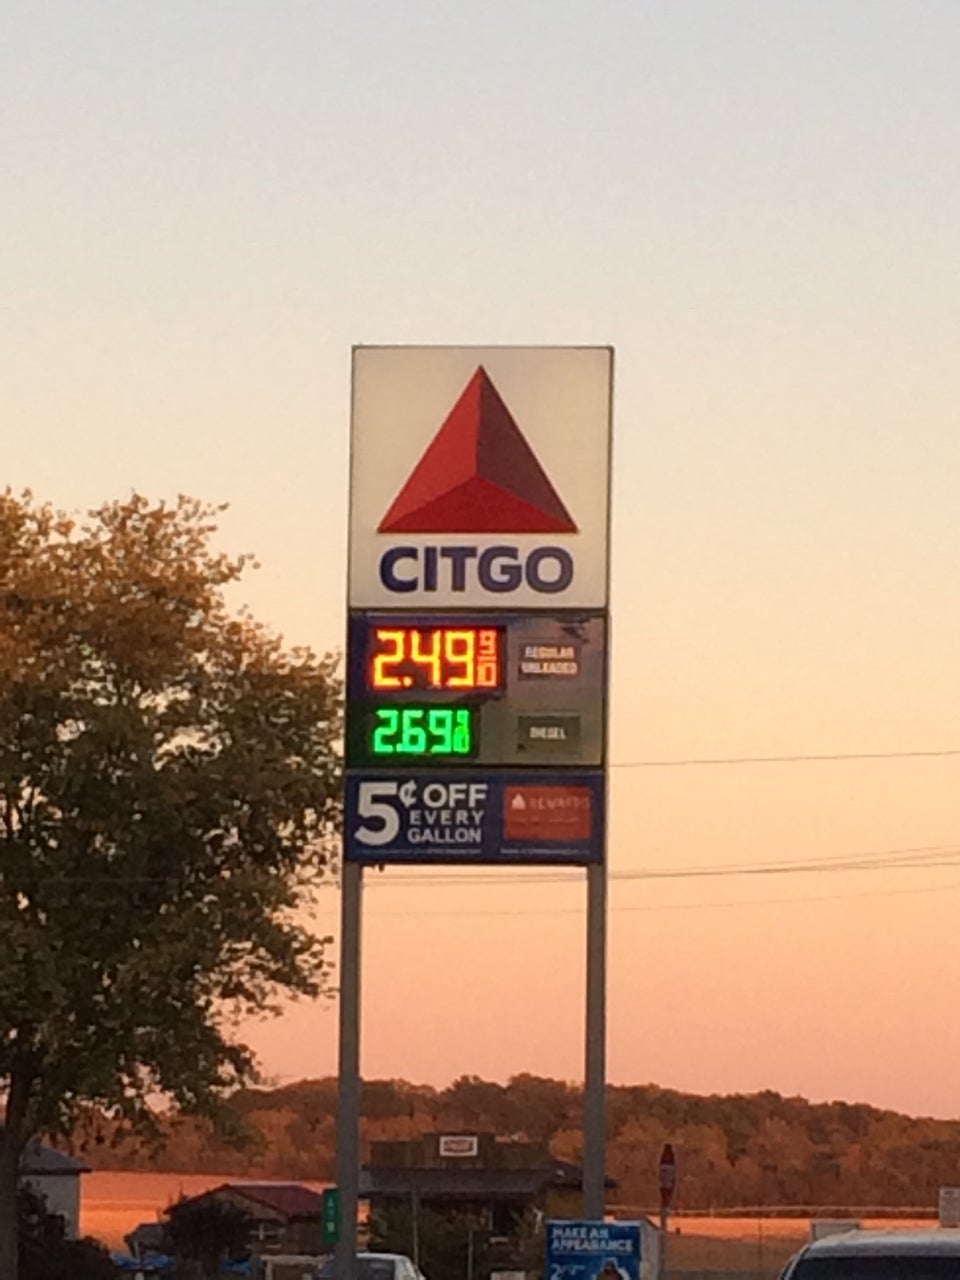 CITGO
2.49 9/10
REGULAR
UNLEADED
2.69 9/10
DIESEL
5¢ OFF
EVERY
GALLON
REWARDS
MAKE AN
APPEARANCE